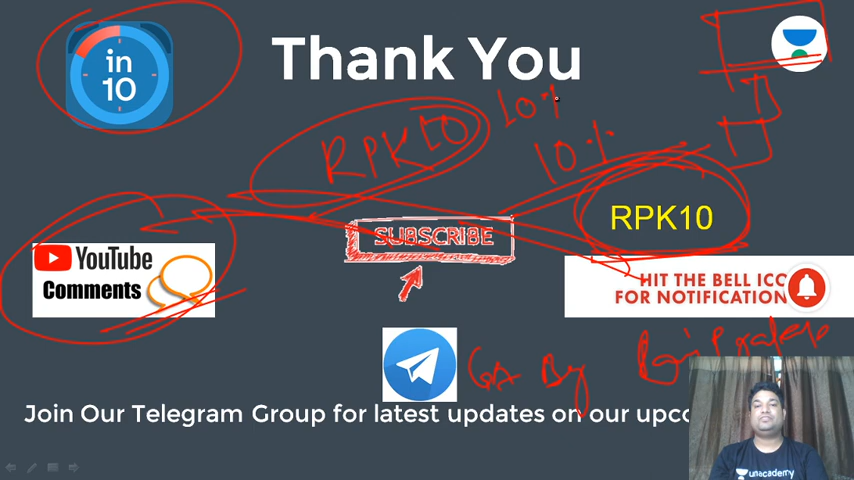 in
10
Thank You
10%
RPK10
10%
RPK10
SUBSCRIBE
YouTube
Comments
HIT THE BELL ICC
FOR NOTIFICATION
GA By
Join Our Telegram Group for latest updates on our upco
unacademy